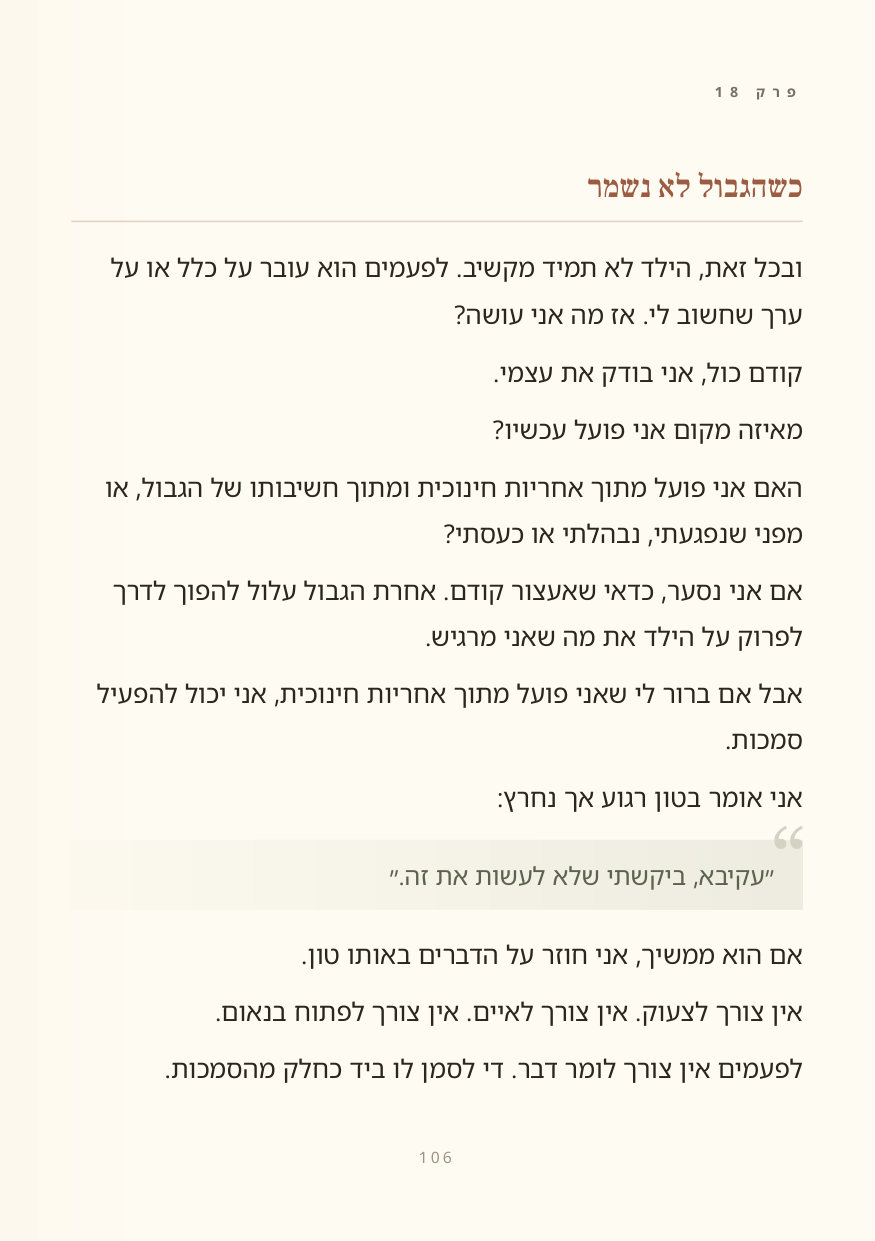 פרק 18
כשהגבול לא נשמר
ובכל זאת, הילד לא תמיד מקשיב. לפעמים הוא עובר על כלל או על
ערך שחשוב לי. אז מה אני עושה?
קודם כול, אני בודק את עצמי.
מאיזה מקום אני פועל עכשיו?
האם אני פועל מתוך אחריות חינוכית ומתוך חשיבותו של הגבול, או
מפני שנפגעתי, נבהלתי או כעסתי?
אם אני נסער, כדאי שאעצור קודם. אחרת הגבול עלול להפוך לדרך
לפרוק על הילד את מה שאני מרגיש.
אבל אם ברור לי שאני פועל מתוך אחריות חינוכית, אני יכול להפעיל
סמכות.
אני אומר בטון רגוע אך נחרץ:
“
״עקיבא, ביקשתי שלא לעשות את זה.״
אם הוא ממשיך, אני חוזר על הדברים באותו טון.
אין צורך לצעוק. אין צורך לאיים. אין צורך לפתוח בנאום.
לפעמים אין צורך לומר דבר. די לסמן לו ביד כחלק מהסמכות.
106